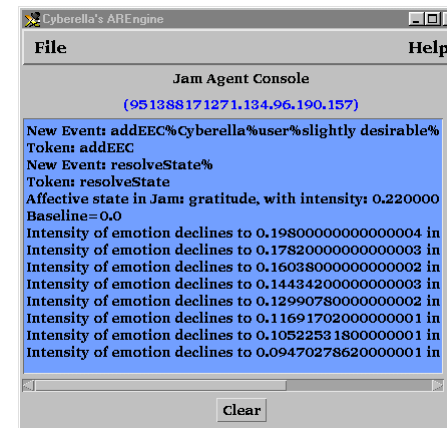 Cyberella's AREngine
File Help
Jam Agent Console
(951388171271.134.96.190.157)
New Event: addEEC%Cyberella%user%slightly desirable%
Token: addEEC
New Event: resolveState%
Token: resolveState
Affective state in Jam: gratitude, with intensity: 0.220000
Baseline=0.0
Intensity of emotion declines to 0.19800000000000004 in
Intensity of emotion declines to 0.17820000000000003 in
Intensity of emotion declines to 0.16038000000000002 in
Intensity of emotion declines to 0.14434200000000003 in
Intensity of emotion declines to 0.12990780000000002 in
Intensity of emotion declines to 0.11691702000000001 in
Intensity of emotion declines to 0.10522531800000001 in
Intensity of emotion declines to 0.09470278620000001 in
Clear